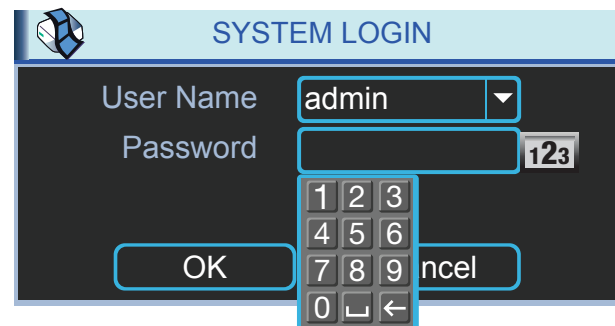 SYSTEM LOGIN
User Name admin
Password 123
1 2 3
4 5 6
OK 7 8 9 ncel
0 ←